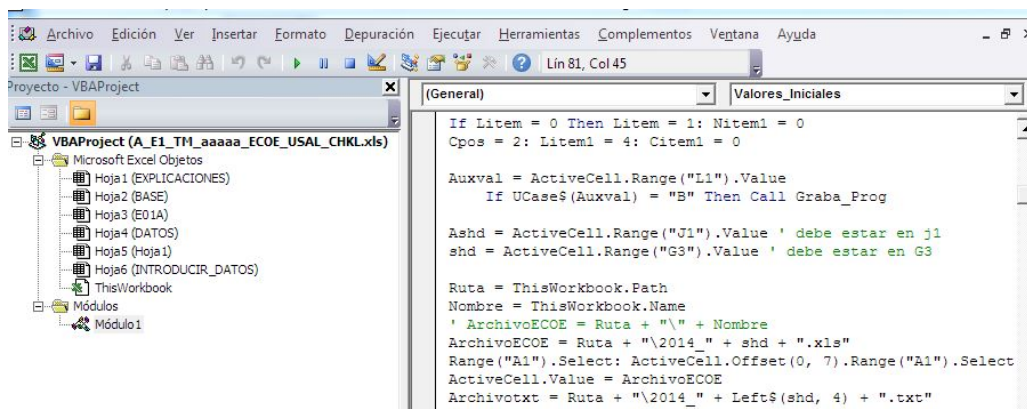 Archivo Edición Ver Insertar Formato Depuración Ejecutar Herramientas Complementos Ventana Ayuda
Lín 81, Col 45
Proyecto - VBAProject
VBAProject (A_E1_TM_aaaaa_ECOE_USAL_CHKL.xls)
Microsoft Excel Objetos
Hoja1 (EXPLICACIONES)
Hoja2 (BASE)
Hoja3 (E01A)
Hoja4 (DATOS)
Hoja5 (Hoja1)
Hoja6 (INTRODUCIR_DATOS)
ThisWorkbook
Módulos
Módulo1
(General) Valores_Iniciales
If Litem = 0 Then Litem = 1: Nitem1 = 0
Cpos = 2: Litem1 = 4: Citem1 = 0
Auxval = ActiveCell.Range("L1").Value
If UCase$(Auxval) = "B" Then Call Graba_Prog
Ashd = ActiveCell.Range("J1").Value ' debe estar en j1
shd = ActiveCell.Range("G3").Value ' debe estar en G3
Ruta = ThisWorkbook.Path
Nombre = ThisWorkbook.Name
' ArchivoECOE = Ruta + "\" + Nombre
ArchivoECOE = Ruta + "\2014_" + shd + ".xls"
Range("A1").Select: ActiveCell.Offset(0, 7).Range("A1").Select
ActiveCell.Value = ArchivoECOE
Archivotxt = Ruta + "\2014_" + Left$(shd, 4) + ".txt"